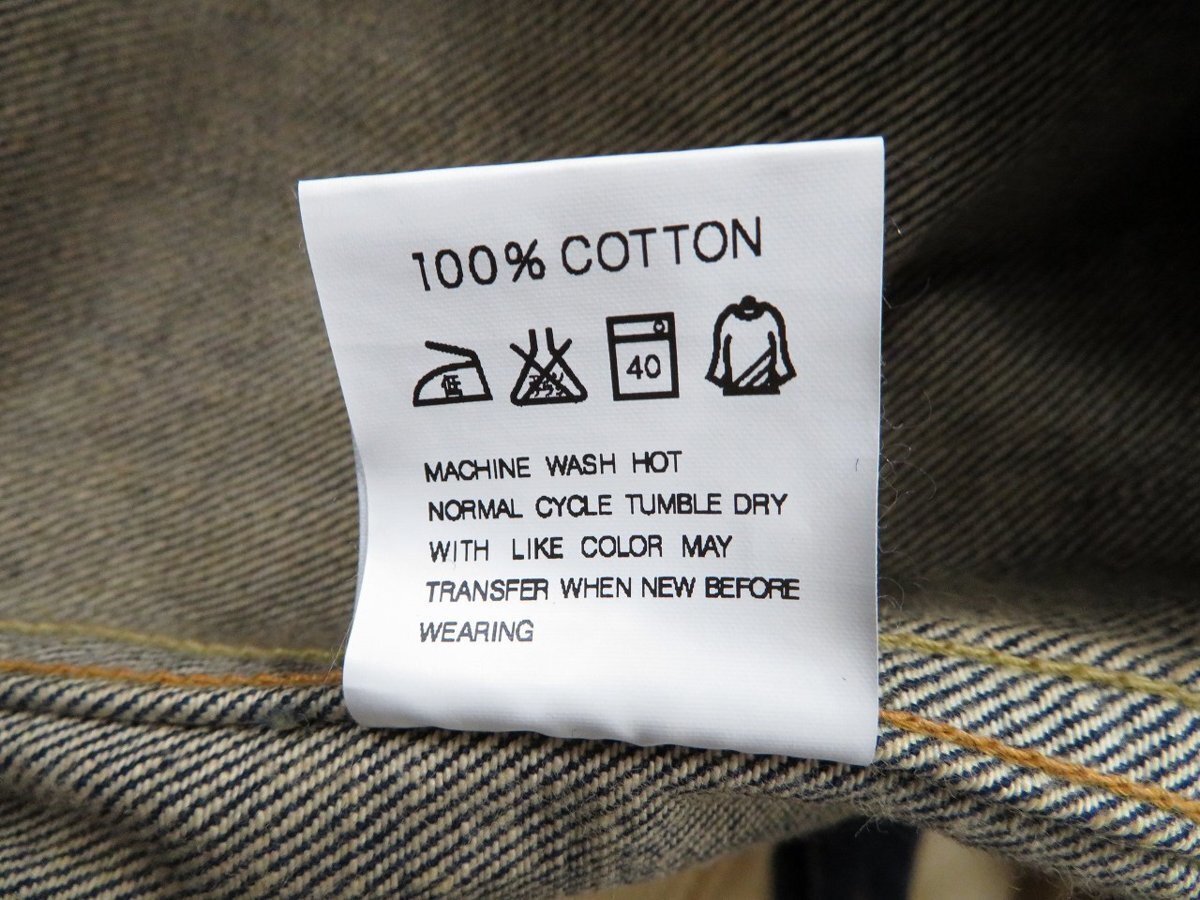 100% COTTON
低
40
MACHINE WASH HOT
NORMAL CYCLE TUMBLE DRY
WITH LIKE COLOR MAY
TRANSFER WHEN NEW BEFORE
WEARING